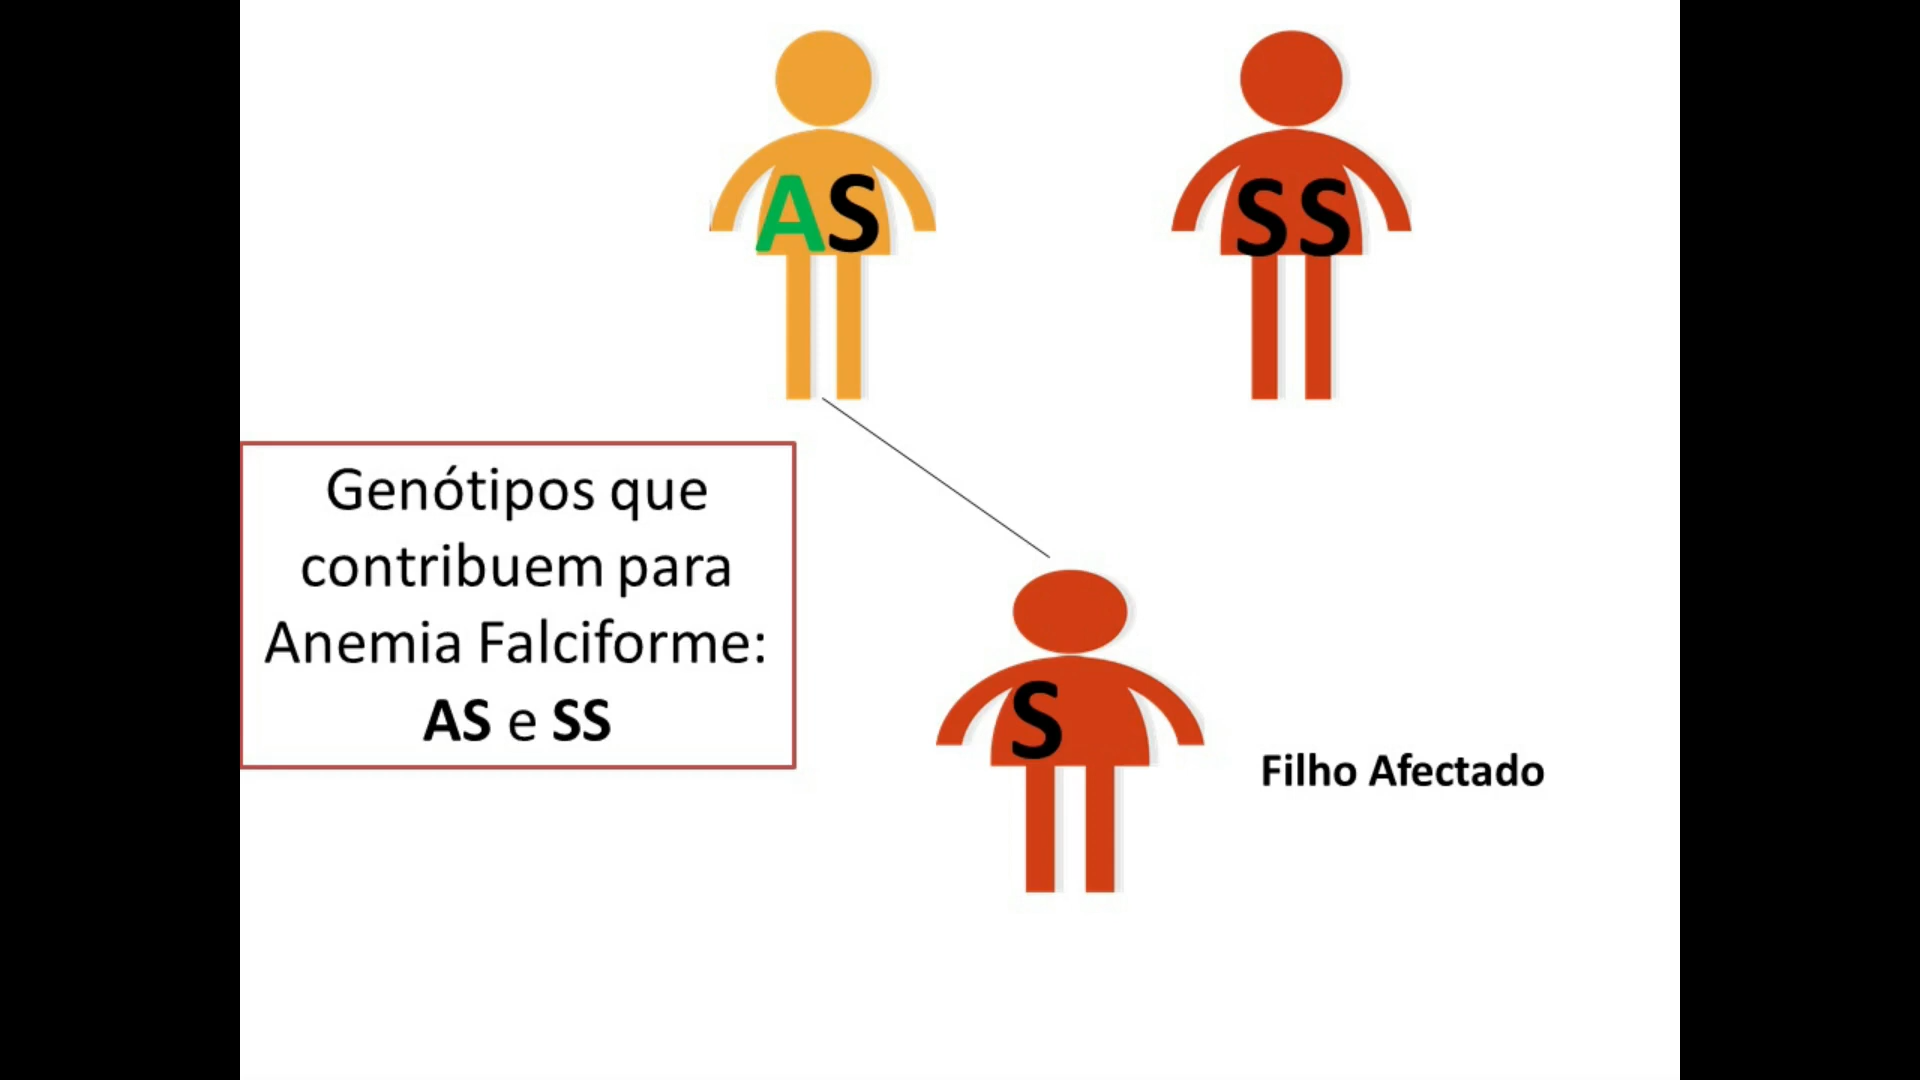 AS
SS
Genótipos que
contribuem para
Anemia Falciforme:
AS e SS
S
Filho Afectado